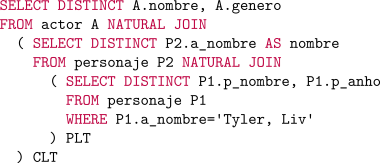 SELECT DISTINCT A.nombre, A.genero
FROM actor A NATURAL JOIN
( SELECT DISTINCT P2.a_nombre AS nombre
FROM personaje P2 NATURAL JOIN
( SELECT DISTINCT P1.p_nombre, P1.p_anho
FROM personaje P1
WHERE P1.a_nombre='Tyler, Liv'
) PLT
) CLT